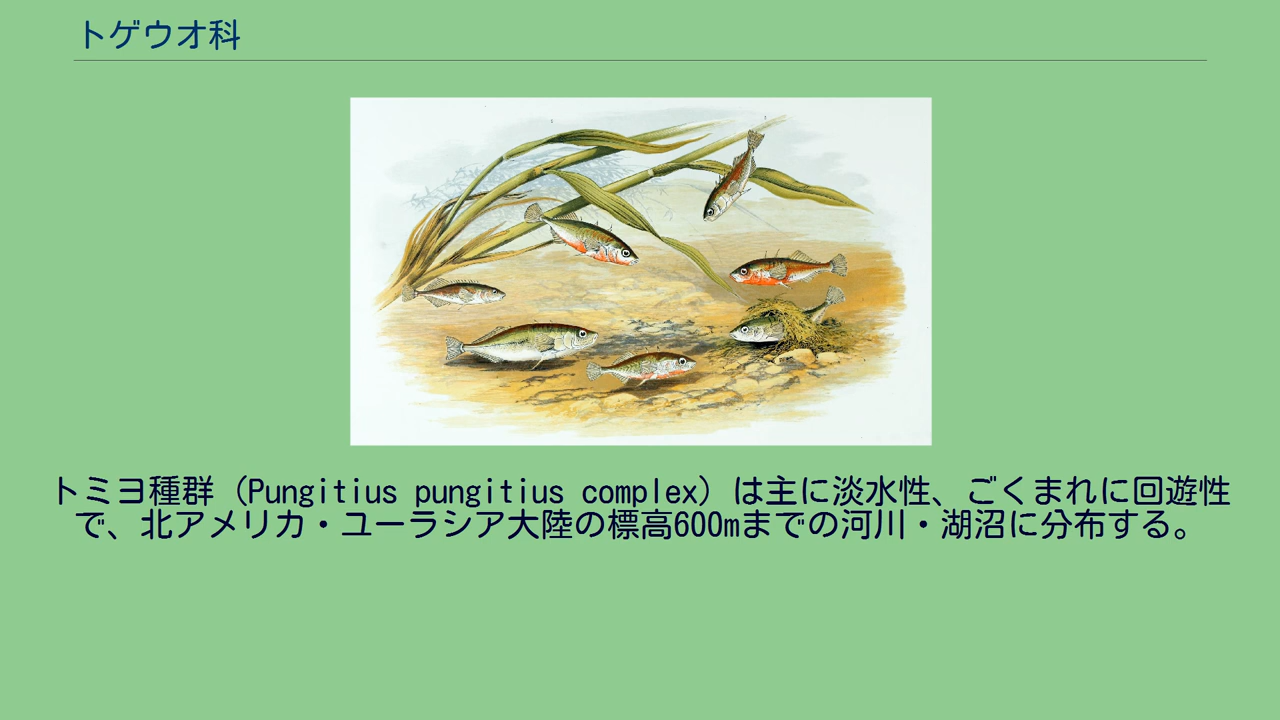 トゲウオ科
トミヨ種群（Pungitius pungitius complex）は主に淡水性、ごくまれに回遊性
で、北アメリカ・ユーラシア大陸の標高600mまでの河川・湖沼に分布する。